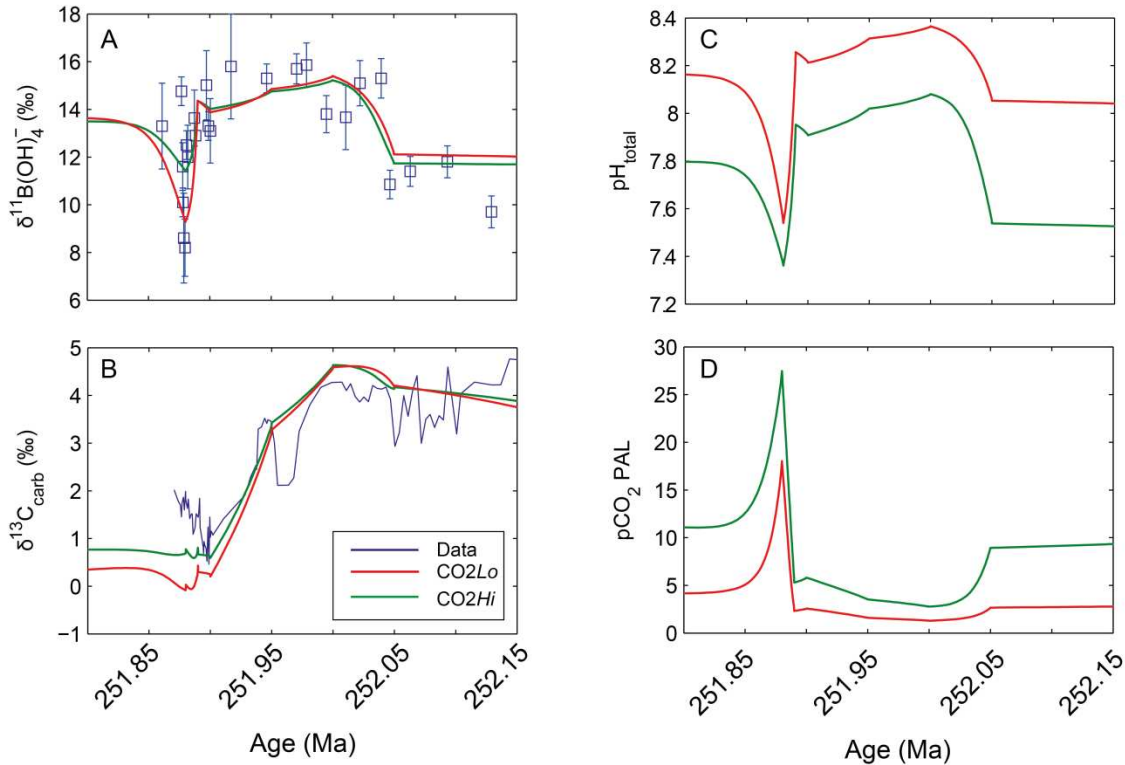 A
δ¹¹B(OH)₄⁻ (‰)
18
16
14
12
10
8
6
B
δ¹³C_carb (‰)
5
4
3
2
1
0
−1
Data
CO2Lo
CO2Hi
251.85
251.95
252.05
252.15
Age (Ma)
C
pH_total
8.4
8.2
8.0
7.8
7.6
7.4
7.2
D
pCO₂ PAL
30
25
20
15
10
5
0
251.85
251.95
252.05
252.15
Age (Ma)